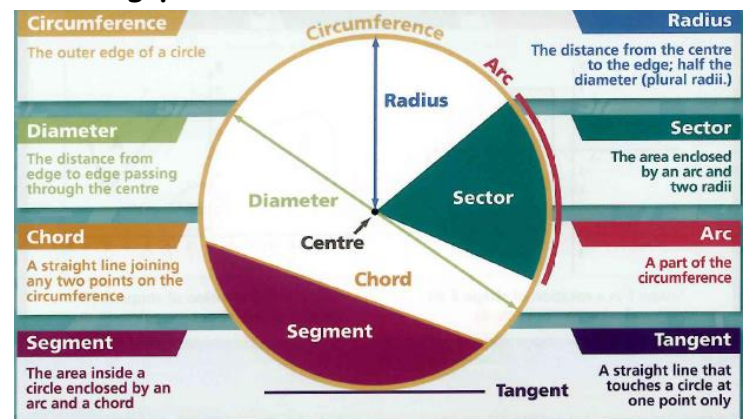 Circumference
The outer edge of a circle
Diameter
The distance from
edge to edge passing
through the centre
Chord
A straight line joining
any two points on the
circumference
Segment
The area inside a
circle enclosed by an
arc and a chord
Circumference
Radius
Arc
Diameter
Sector
Centre
Chord
Segment
Tangent
Radius
The distance from the centre
to the edge; half the
diameter (plural radii.)
Sector
The area enclosed
by an arc and
two radii
Arc
A part of the
circumference
Tangent
A straight line that
touches a circle at
one point only